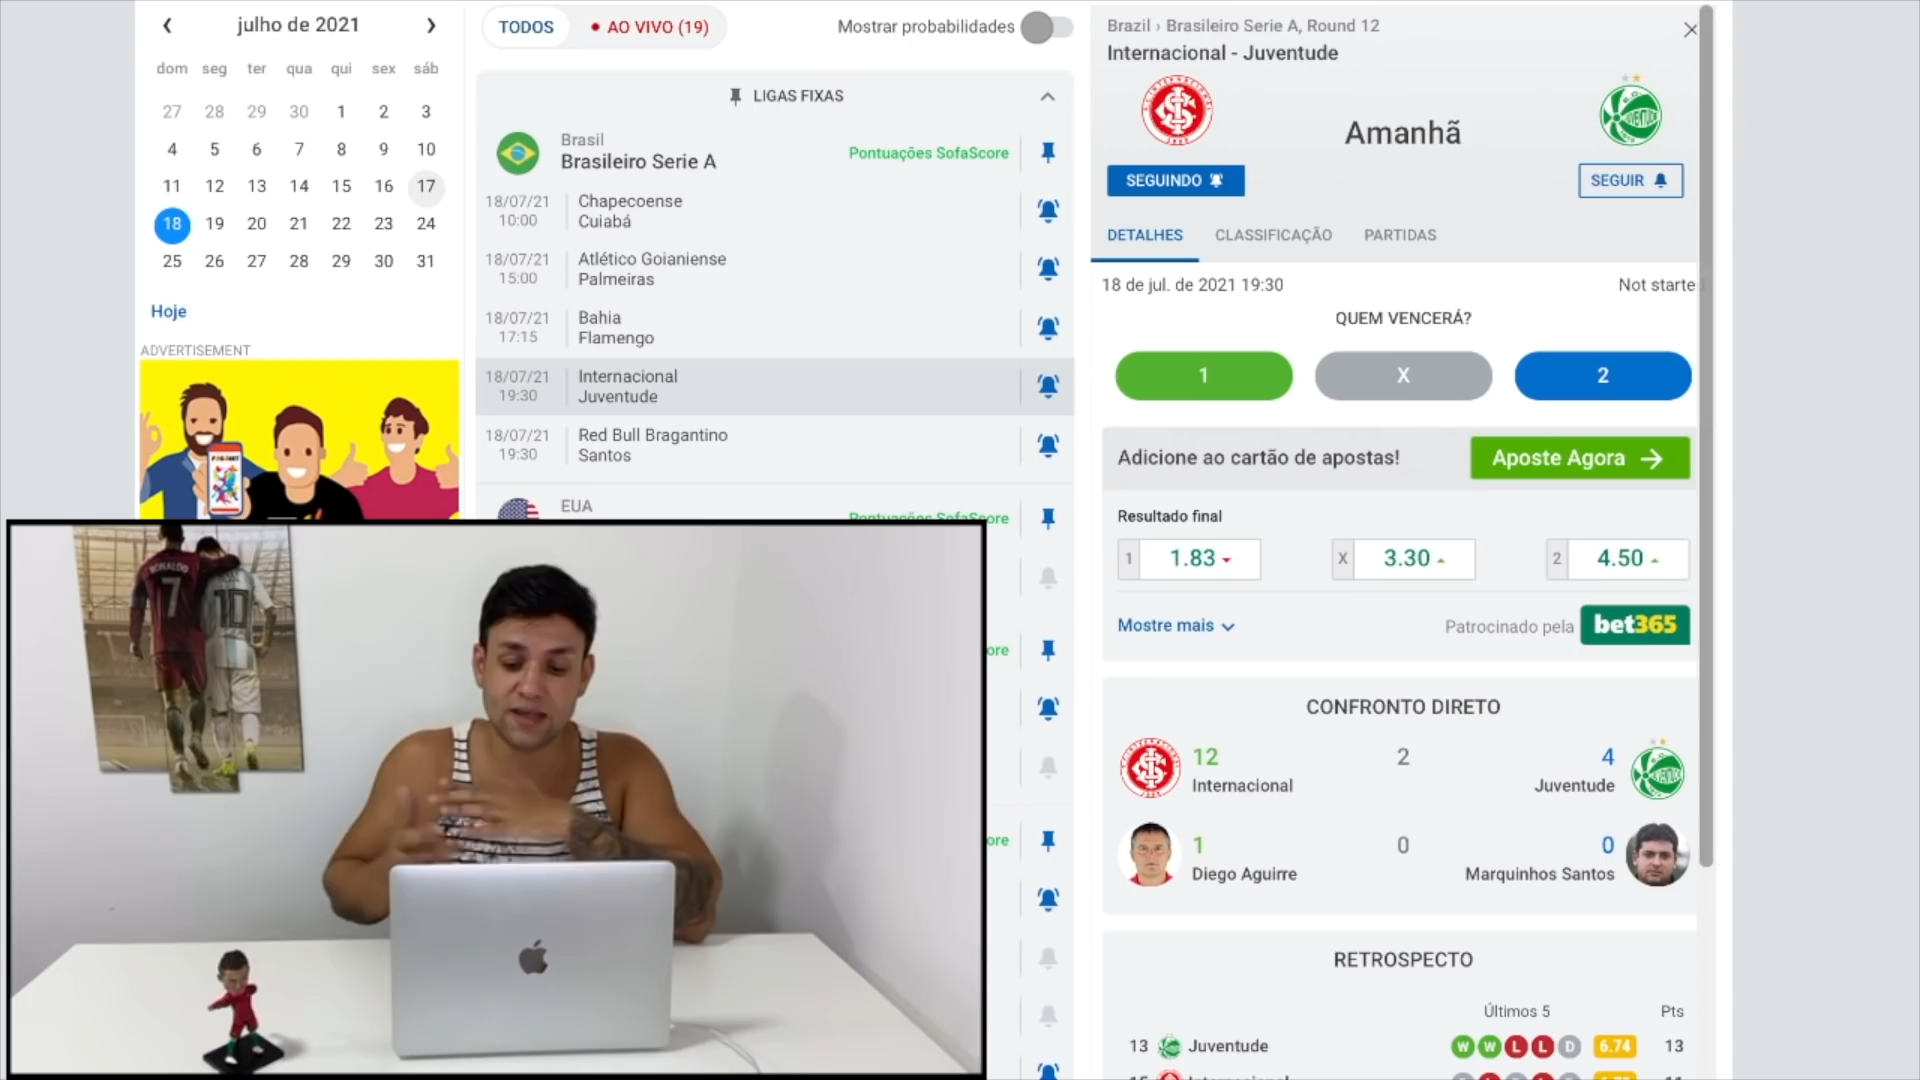 julho de 2021
dom seg ter qua qui sex sáb
27 28 29 30 1 2 3
4 5 6 7 8 9 10
11 12 13 14 15 16 17
18 19 20 21 22 23 24
25 26 27 28 29 30 31
Hoje
ADVERTISEMENT
TODOS
AO VIVO (19)
Mostrar probabilidades
LIGAS FIXAS
Brasil
Brasileiro Serie A
Pontuações SofaScore
18/07/21
10:00
Chapecoense
Cuiabá
18/07/21
15:00
Atlético Goianiense
Palmeiras
18/07/21
17:15
Bahia
Flamengo
18/07/21
19:30
Internacional
Juventude
18/07/21
19:30
Red Bull Bragantino
Santos
EUA
Pontuações SofaScore
ore
ore
RONALDO
7
10
Brazil › Brasileiro Serie A, Round 12
Internacional - Juventude
Amanhã
SEGUINDO
SEGUIR
DETALHES
CLASSIFICAÇÃO
PARTIDAS
18 de jul. de 2021 19:30
Not starte
QUEM VENCERÁ?
1
X
2
Adicione ao cartão de apostas!
Aposte Agora
Resultado final
1 1.83
X 3.30
2 4.50
Mostre mais
Patrocinado pela
bet365
CONFRONTO DIRETO
12 2 4
Internacional
Juventude
1 0 0
Diego Aguirre
Marquinhos Santos
RETROSPECTO
Últimos 5
Pts
13 Juventude W W L L D 6.74 13